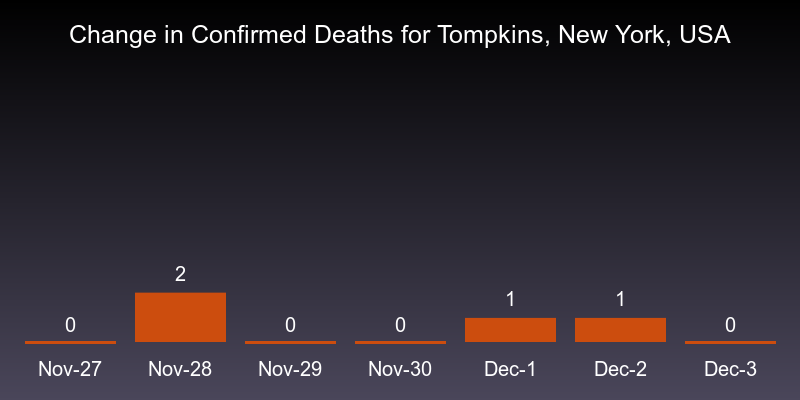 Change in Confirmed Deaths for Tompkins, New York, USA
0 2 0 0 1 1 0
Nov-27 Nov-28 Nov-29 Nov-30 Dec-1 Dec-2 Dec-3